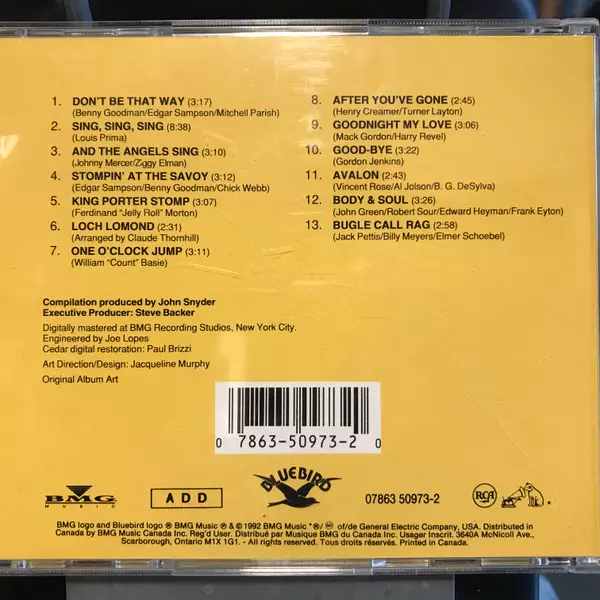 1. DON'T BE THAT WAY (3:17)
(Benny Goodman/Edgar Sampson/Mitchell Parish)
2. SING, SING, SING (8:38)
(Louis Prima)
3. AND THE ANGELS SING (3;10)
(Johnny Mercer/Ziggy Elman)
4. STOMPIN' AT THE SAVOY (3:12)
(Edgar Sampson/Benny Goodman/Chick Webb)
5. KING PORTER STOMP (3:07)
(Ferdinand "Jelly Roll" Morton)
6. LOCH LOMOND (2:31)
(Arranged by Claude Thornhill)
7. ONE O'CLOCK JUMP (3:11)
(William "Count" Basie)
8. AFTER YOU'VE GONE (2:45)
(Henry Creamer/Turner Layton)
9. GOODNIGHT MY LOVE (3:06)
(Mack Gordon/Harry Revel)
10. GOOD-BYE (3:22)
(Gordon Jenkins)
11. AVALON (2:53)
(Vincent Rose/Al Jolson/B. G. DeSylva)
12. BODY & SOUL (3:26)
(John Green/Robert Sour/Edward Heyman/Frank Eyton)
13. BUGLE CALL RAG (2:58)
(Jack Pettis/Billy Meyers/Elmer Schoebel)
Compilation produced by John Snyder
Executive Producer: Steve Backer
Digitally mastered at BMG Recording Studios, New York City.
Engineered by Joe Lopes
Cedar digital restoration: Paul Brizzi
Art Direction/Design: Jacqueline Murphy
Original Album Art
0 7863-50973-2 0
BMG
MUSIC
ADD
BLUEBIRD
07863 50973-2
RCA
BMG logo and Bluebird logo ® BMG Music ℗ & © 1992 BMG Music *®/ of/de General Electric Company, USA. Distributed in
Canada by BMG Music Canada Inc. Reg'd User. Distribué par Musique BMG du Canada Inc. Usager Inscrit. 3640A McNicoll Ave.,
Scarborough, Ontario M1X 1G1. All rights reserved. Tous droits réservés. Printed in Canada.